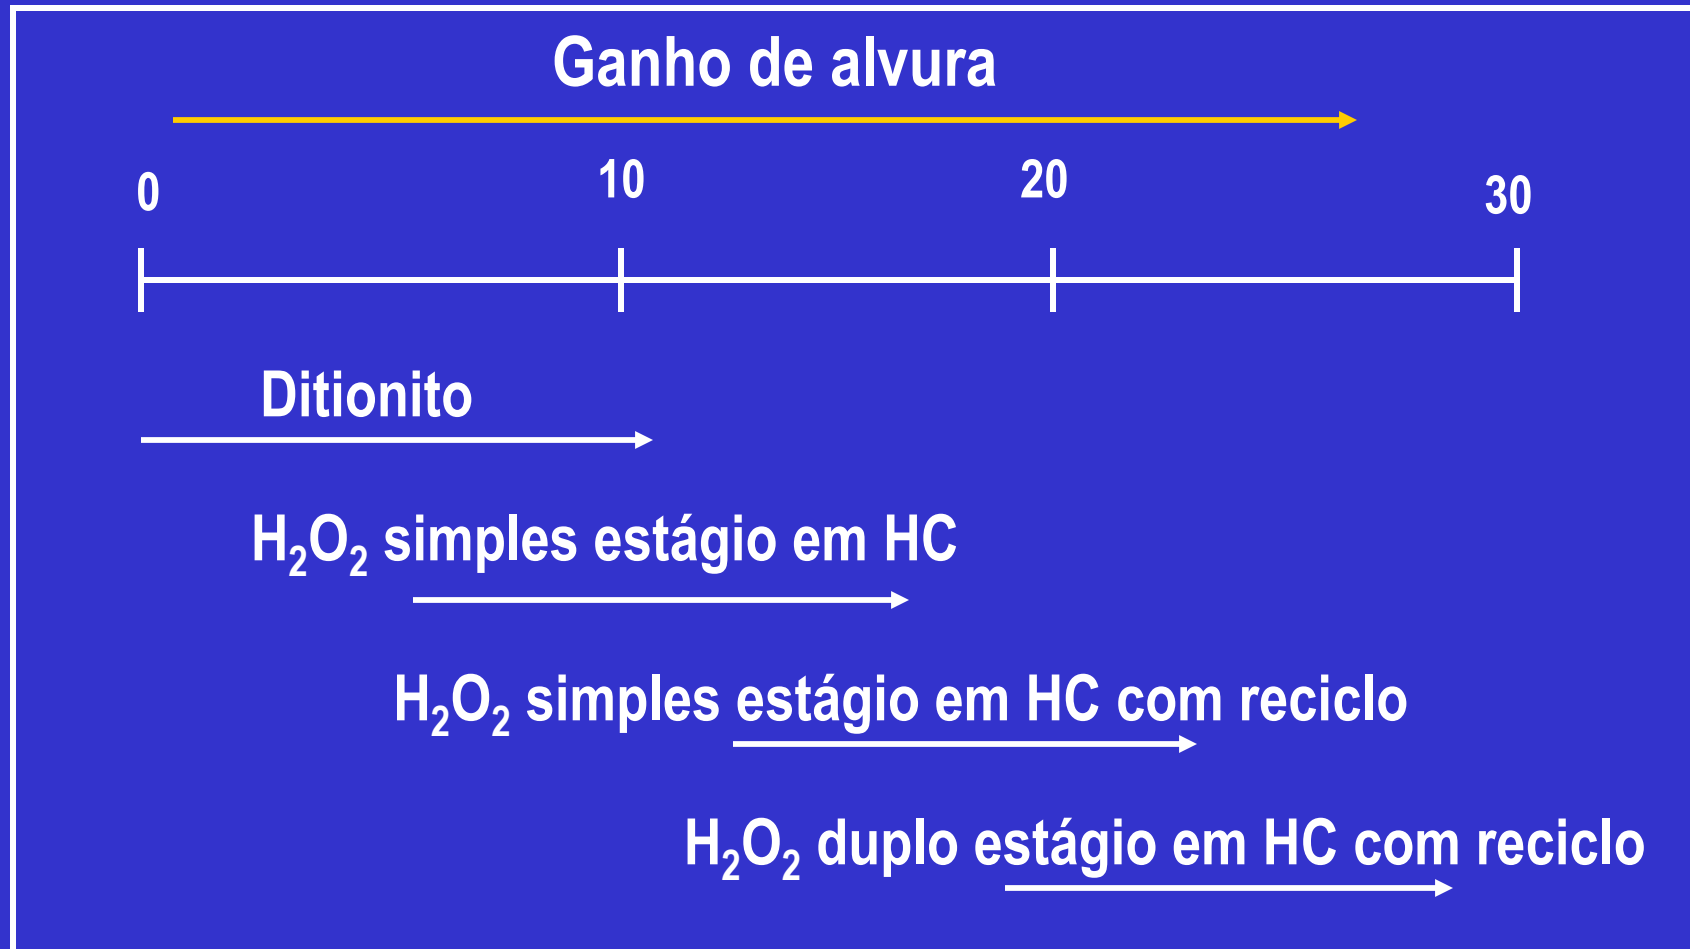 Ganho de alvura
0 10 20 30
Ditionito
H₂O₂ simples estágio em HC
H₂O₂ simples estágio em HC com reciclo
H₂O₂ duplo estágio em HC com reciclo